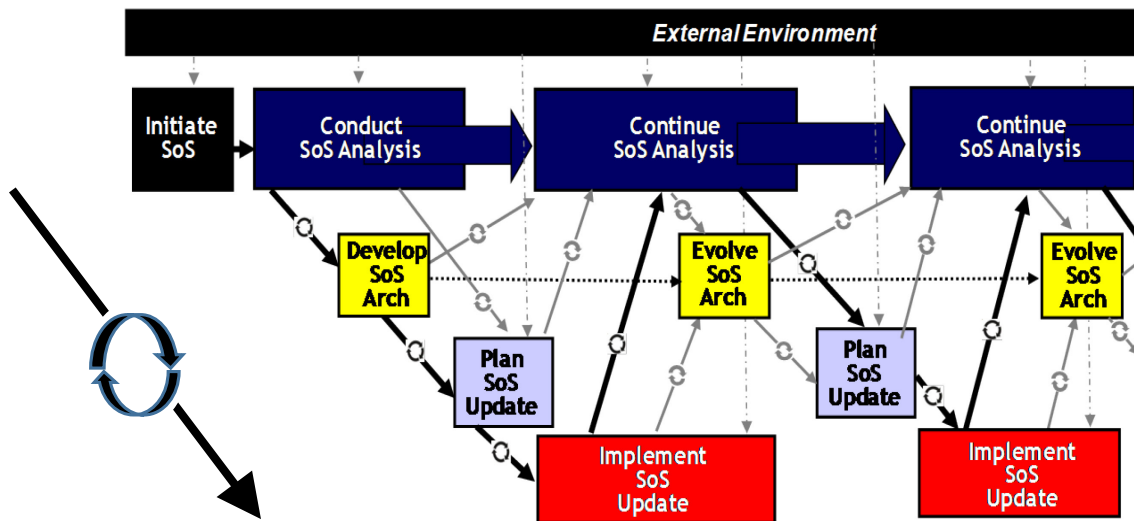 External Environment
Initiate
SoS
Conduct
SoS Analysis
Continue
SoS Analysis
Continue
SoS Analysis
Develop
SoS
Arch
Evolve
SoS
Arch
Evolve
SoS
Arch
Plan
SoS
Update
Plan
SoS
Update
Implement
SoS
Update
Implement
SoS
Update